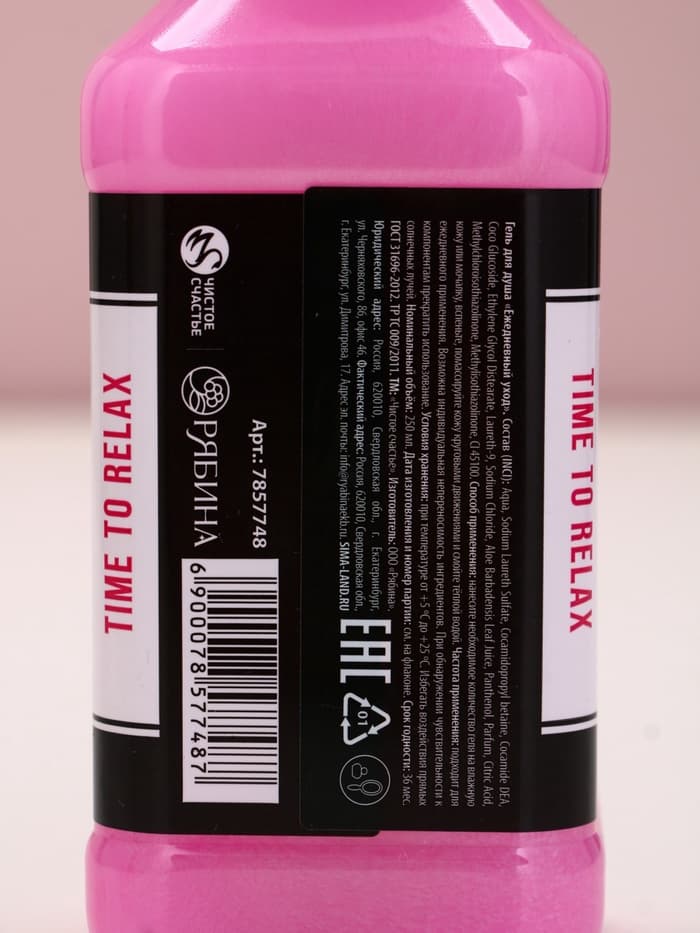 TIME TO RELAX
Гель для душа «Ежедневный уход». Состав (INCI): Aqua, Sodium Laureth Sulfate, Cocamidopropyl betaine, Cocamide DEA,
Coco Glucoside, Ethylene Glycol Distearate, Laureth-9, Sodium Chloride, Aloe Barbadensis Leaf Juice, Panthenol, Parfum, Citric Acid,
Methylchloroisothiazolinone, Methylisothiazolinone, CI 45100. Способ применения: нанесите необходимое количество геля на влажную
кожу или мочалку, вспеньте, помассируйте кожу круговыми движениями и смойте теплой водой. Частота применения: подходит для
ежедневного применения. Возможна индивидуальная непереносимость ингредиентов. При обнаружении чувствительности к
компонентам прекратить использование. Условия хранения: при температуре от +5 °C до +25 °C. Избегать воздействия прямых
солнечных лучей. Номинальный объём: 250 мл. Дата изготовления и номер партии: см. на флаконе. Срок годности: 36 мес.
ГОСТ 31696-2012. ТР ТС 009/2011. ТМ: «Чистое счастье». Изготовитель: ООО «Рябина».
Юридический адрес: Россия, 620010, Свердловская обл., г. Екатеринбург,
ул. Черняховского, 86, офис 46. Фактический адрес: Россия, 620010, Свердловская обл.,
г. Екатеринбург, ул. Димитрова, 17. Адрес эл. почты: info@ryabinaekb.ru. SIMA-LAND.RU
EAC
01
Арт.: 7857748
6 900078 577487
ЧИСТОЕ
СЧАСТЬЕ
РЯБИНА
TIME TO RELAX